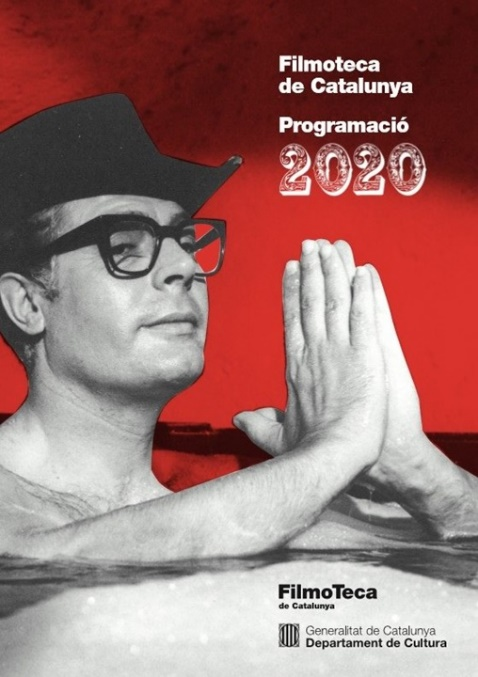 Filmoteca
de Catalunya
Programació
2020
FilmoTeca
de Catalunya
Generalitat de Catalunya
Departament de Cultura